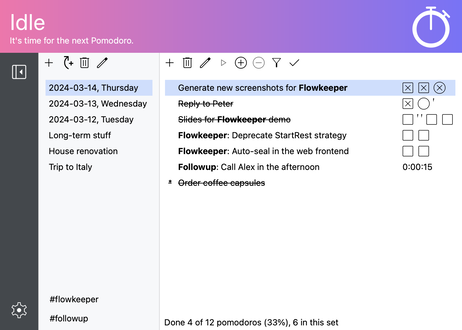 Idle
It's time for the next Pomodoro.
2024-03-14, Thursday
2024-03-13, Wednesday
2024-03-12, Tuesday
Long-term stuff
House renovation
Trip to Italy
#flowkeeper
#followup
Generate new screenshots for Flowkeeper
Reply to Peter
Slides for Flowkeeper demo
Flowkeeper: Deprecate StartRest strategy
Flowkeeper: Auto-seal in the web frontend
Followup: Call Alex in the afternoon 0:00:15
Order coffee capsules
Done 4 of 12 pomodoros (33%), 6 in this set